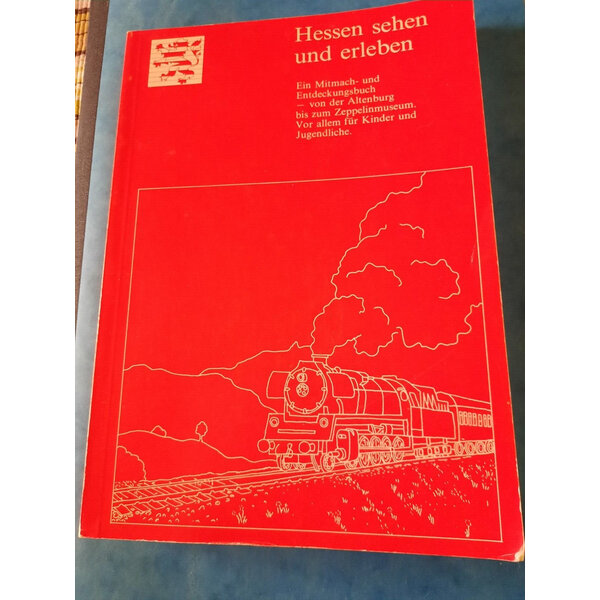 Hessen sehen
und erleben
Ein Mitmach- und
Entdeckungsbuch
– von der Altenburg
bis zum Zeppelinmuseum.
Vor allem für Kinder und
Jugendliche.